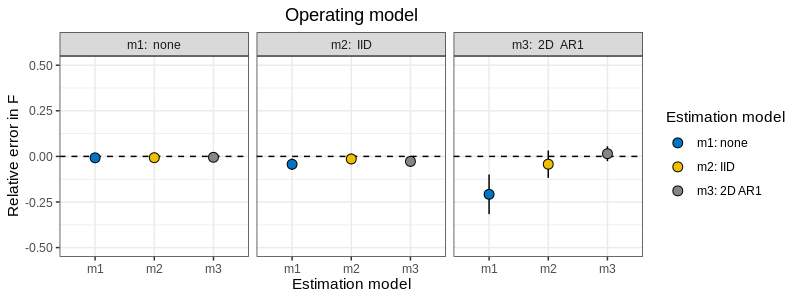 Operating model
m1: none
m2: IID
m3: 2D AR1
Relative error in F
0.50
0.25
0.00
-0.25
-0.50
m1 m2 m3
m1 m2 m3
m1 m2 m3
Estimation model
Estimation model
m1: none
m2: IID
m3: 2D AR1